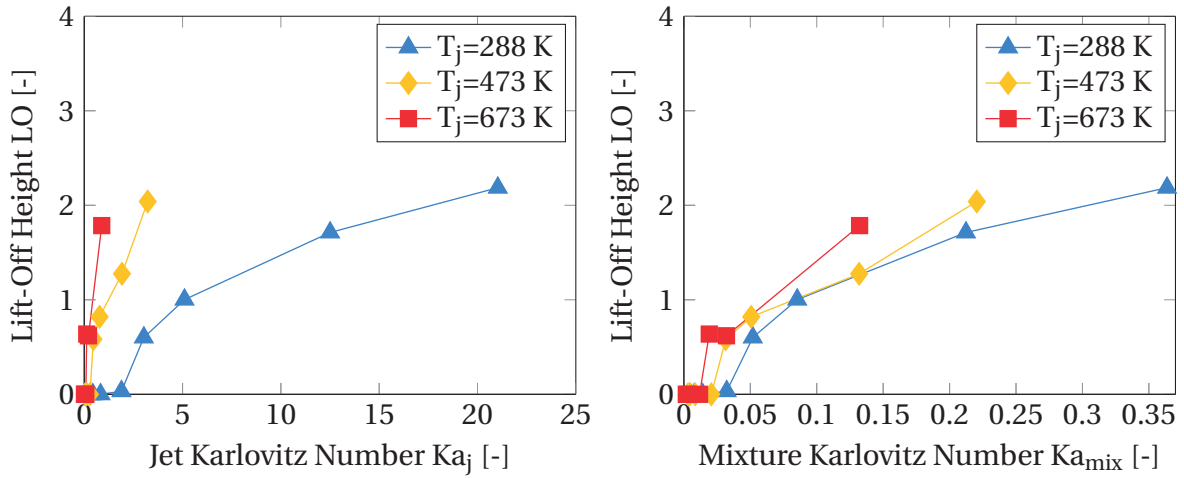 4
3
2
1
0
0
5
10
15
20
25
Lift-Off Height LO [-]
Jet Karlovitz Number Ka_j [-]
T_j=288 K
T_j=473 K
T_j=673 K
4
3
2
1
0
0
0.05
0.1
0.15
0.2
0.25
0.3
0.35
Lift-Off Height LO [-]
Mixture Karlovitz Number Ka_mix [-]
T_j=288 K
T_j=473 K
T_j=673 K